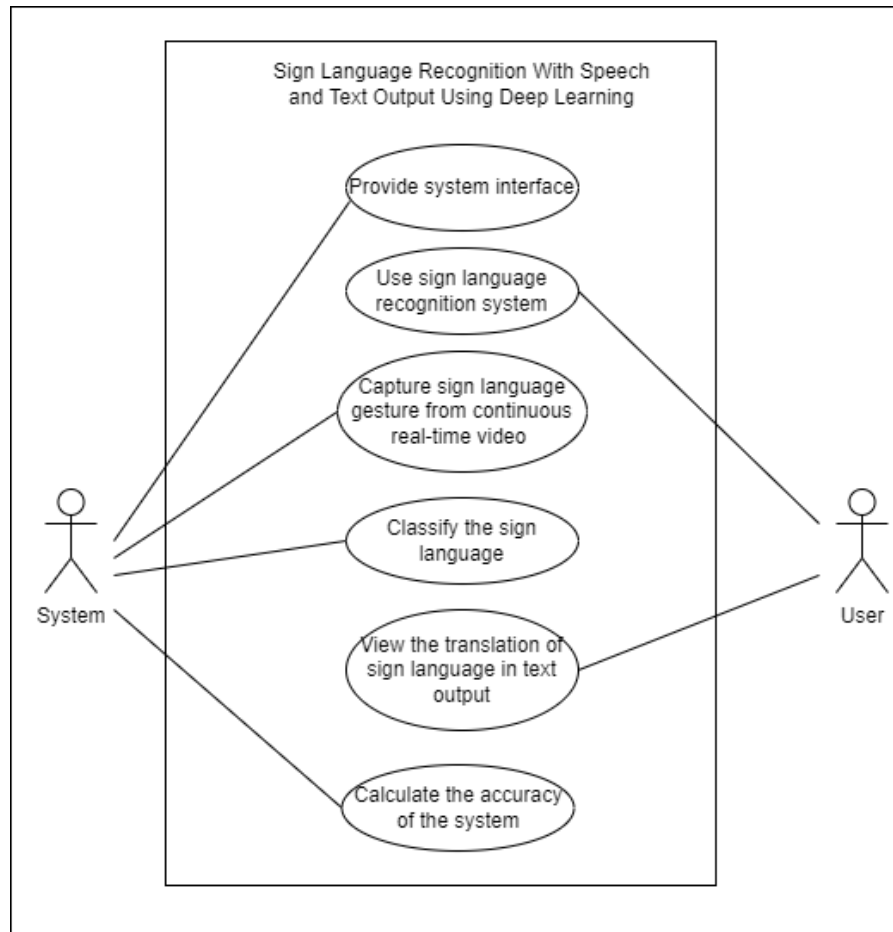 Sign Language Recognition With Speech
and Text Output Using Deep Learning
Provide system interface
Use sign language
recognition system
Capture sign language
gesture from continuous
real-time video
Classify the sign
language
System
User
View the translation of
sign language in text
output
Calculate the accuracy
of the system